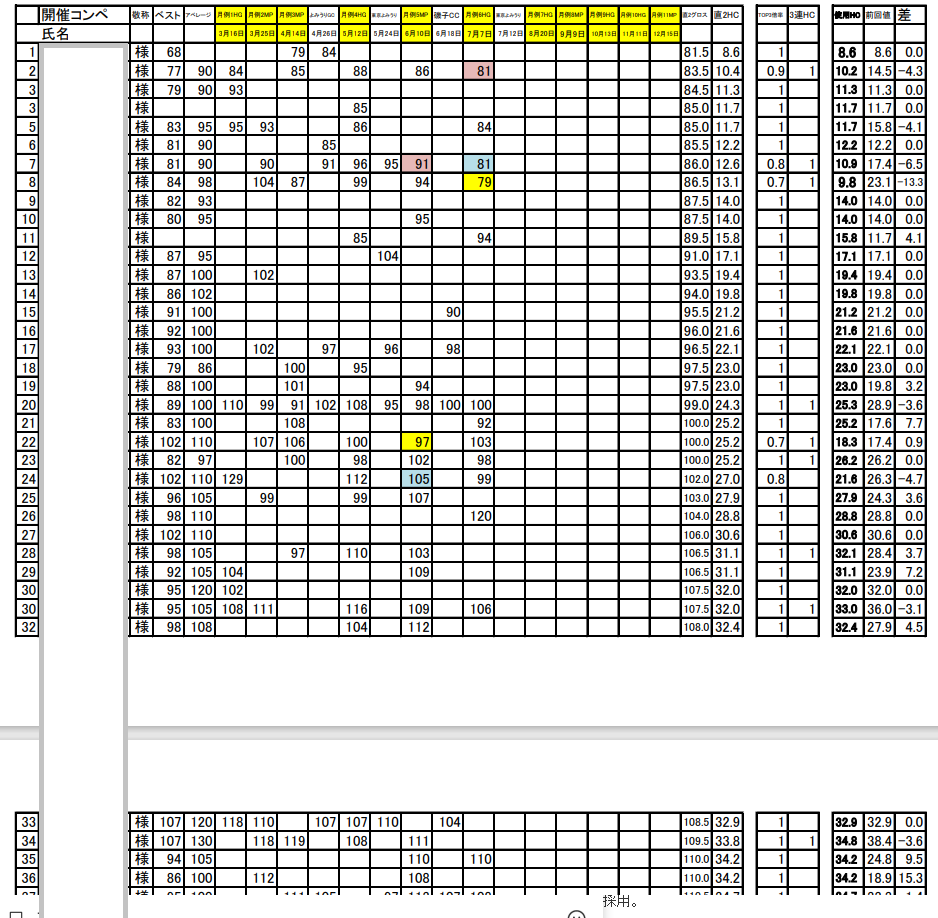 開催コンペ 敬称 ベスト アベレージ 月例1HG 月例2MP 月例3MP よみうりGC 月例4HG 東京よみうり 月例5MP 磯子CC 月例6HG 東京よみうり 月例7HG 月例8MP 月例9HG 月例10HG 月例11MP 直2グロス 直2HC TOP3倍率 3連HC 使用HC 前回値 差
氏名 3月16日 3月25日 4月14日 4月26日 5月12日 5月24日 6月10日 6月18日 7月7日 7月12日 8月20日 9月9日 10月13日 11月11日 12月15日
1 様 68 79 84 81.5 8.6 1 8.6 8.6 0.0
2 様 77 90 84 85 88 86 81 83.5 10.4 0.9 1 10.2 14.5 −4.3
3 様 79 90 93 84.5 11.3 1 11.3 11.3 0.0
3 様 85 85.0 11.7 1 11.7 11.7 0.0
5 様 83 95 95 93 86 84 85.0 11.7 1 11.7 15.8 −4.1
6 様 81 90 85 85.5 12.2 1 12.2 12.2 0.0
7 様 81 90 90 91 96 95 91 81 86.0 12.6 0.8 1 10.9 17.4 −6.5
8 様 84 98 104 87 99 94 79 86.5 13.1 0.7 1 9.8 23.1 −13.3
9 様 82 93 87.5 14.0 1 14.0 14.0 0.0
10 様 80 95 95 87.5 14.0 1 14.0 14.0 0.0
11 様 85 94 89.5 15.8 1 15.8 11.7 4.1
12 様 87 95 104 91.0 17.1 1 17.1 17.1 0.0
13 様 87 100 102 93.5 19.4 1 19.4 19.4 0.0
14 様 86 102 94.0 19.8 1 19.8 19.8 0.0
15 様 91 100 90 95.5 21.2 1 21.2 21.2 0.0
16 様 92 100 96.0 21.6 1 21.6 21.6 0.0
17 様 93 100 102 97 96 98 96.5 22.1 1 22.1 22.1 0.0
18 様 79 86 100 95 97.5 23.0 1 23.0 23.0 0.0
19 様 88 100 101 94 97.5 23.0 1 23.0 19.8 3.2
20 様 89 100 110 99 91 102 108 95 98 100 100 99.0 24.3 1 1 25.3 28.9 −3.6
21 様 83 100 108 92 100.0 25.2 1 25.2 17.6 7.7
22 様 102 110 107 106 100 97 103 100.0 25.2 0.7 1 18.3 17.4 0.9
23 様 82 97 100 98 102 98 100.0 25.2 1 1 26.2 26.2 0.0
24 様 102 110 129 112 105 99 102.0 27.0 0.8 21.6 26.3 −4.7
25 様 96 105 99 99 107 103.0 27.9 1 27.9 24.3 3.6
26 様 98 110 120 104.0 28.8 1 28.8 28.8 0.0
27 様 102 110 106.0 30.6 1 30.6 30.6 0.0
28 様 98 105 97 110 103 106.5 31.1 1 1 32.1 28.4 3.7
29 様 92 105 104 109 106.5 31.1 1 31.1 23.9 7.2
30 様 95 120 102 107.5 32.0 1 32.0 32.0 0.0
30 様 95 105 108 111 116 109 106 107.5 32.0 1 1 33.0 36.0 −3.1
32 様 98 108 104 112 108.0 32.4 1 32.4 27.9 4.5
33 様 107 120 118 110 107 107 110 104 108.5 32.9 1 32.9 32.9 0.0
34 様 107 130 118 119 108 111 109.5 33.8 1 1 34.8 38.4 −3.6
35 様 94 105 110 110 110.0 34.2 1 34.2 24.8 9.5
36 様 86 100 112 108 110.0 34.2 1 34.2 18.9 15.3
採用。